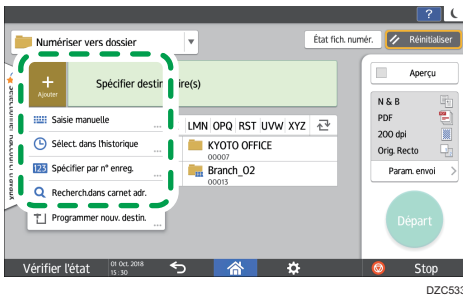 ?
Numériser vers dossier
▼
État fich. numér.
Réinitialiser
+
Ajouter
Spécifier destin ire(s)
Aperçu
Saisie manuelle
...
Sélect. dans l'historique
...
123 Spécifier par n° enreg.
...
Recherch.dans carnet adr.
...
Programmer nouv. destin.
...
LMN OPQ RST UVW XYZ
KYOTO OFFICE
00007
Branch_02
00013
N & B
PDF
200 dpi
Orig. Recto
Param. envoi >
Départ
Vérifier l'état
01 Oct. 2018
15 : 30
Stop
DZC533